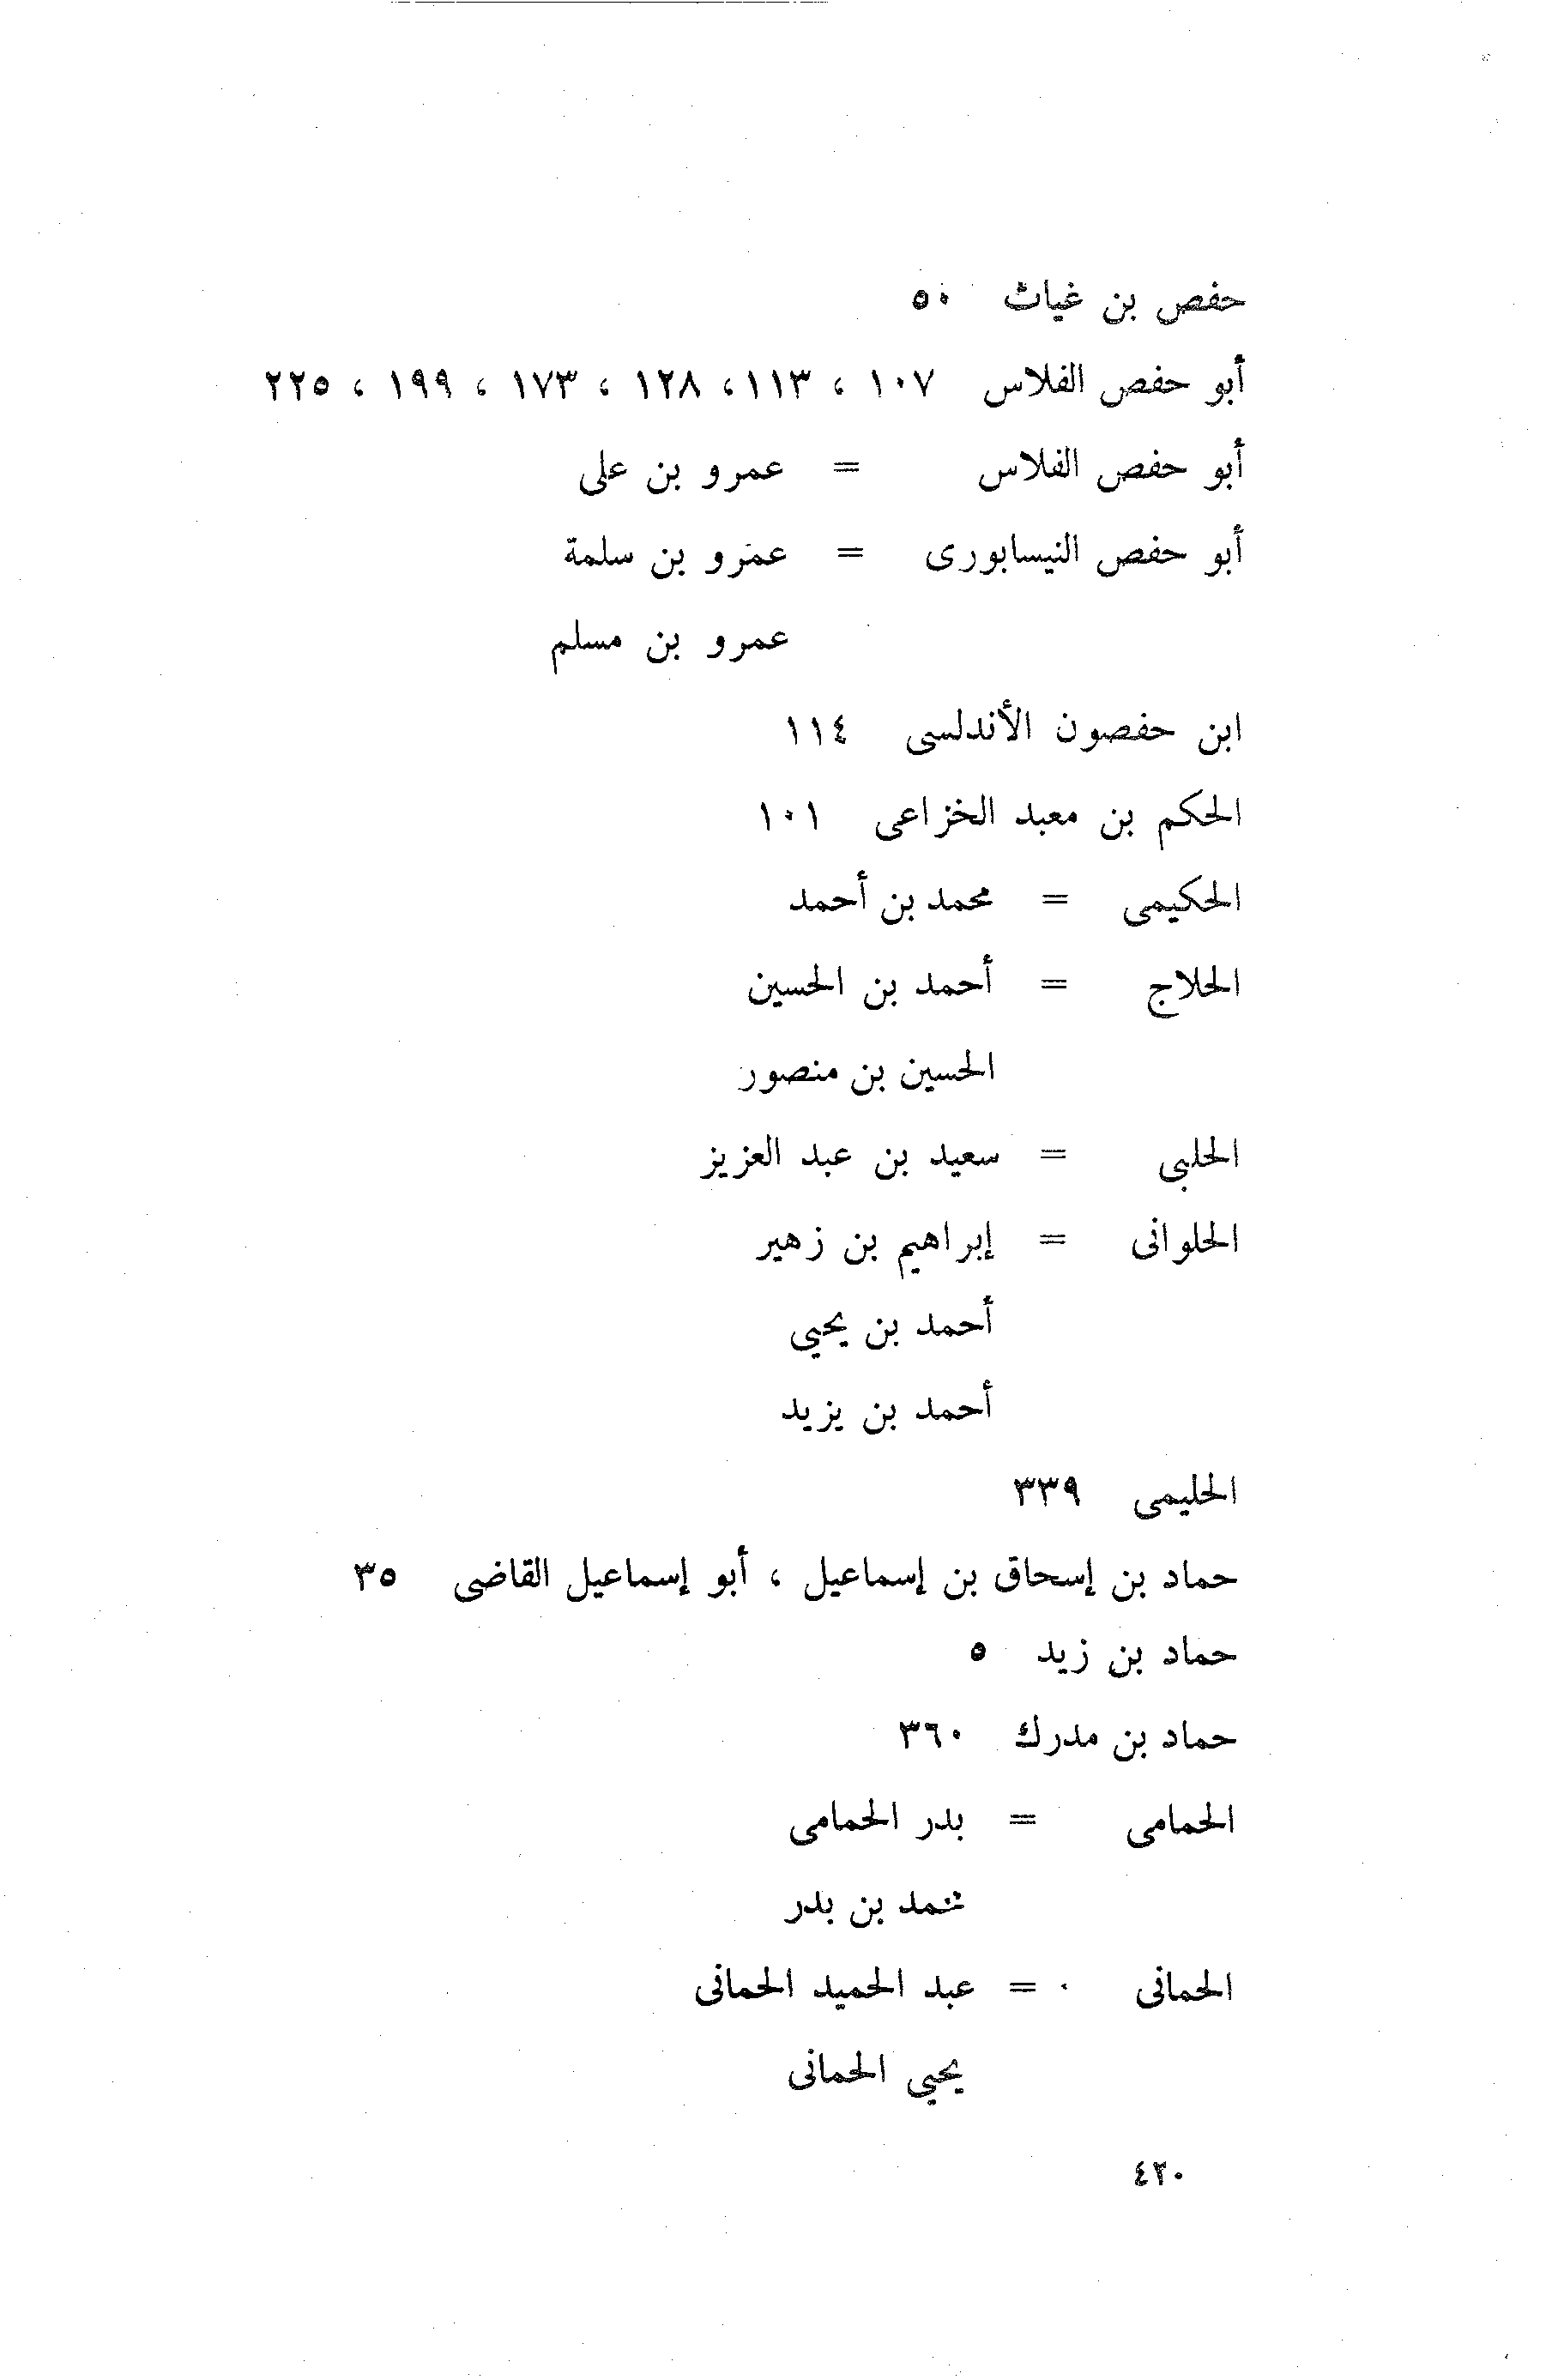 حفص بن غياث ٥٠
أبو حفص الفلاس ١٠٧ ، ١١٣، ١٢٨ ، ١٧٣ ، ١٩٩ ، ٢٢٥
أبو حفص الفلاس = عمرو بن على
أبو حفص النيسابورى = عمرو بن سلمة
عمرو بن مسلم
ابن حفصون الأندلسى ١١٤
الحكم بن معبد الخزاعى ١٠١
الحكيمى = محمد بن أحمد
الحلاج = أحمد بن الحسين
الحسين بن منصور
الحلبى = سعيد بن عبد العزيز
الحلوانى = إبراهيم بن زهير
أحمد بن يحيى
أحمد بن يزيد
الحليمى ٣٣٩
حماد بن إسحاق بن إسماعيل ، أبو إسماعيل القاضى ٣٥
حماد بن زيد ٥
حماد بن مدرك ٣٦٠
الحمامى = بدر الحمامى
محمد بن بدر
الحمانى = عبد الحميد الحمانى
يحيى الحمانى
٤٢٠